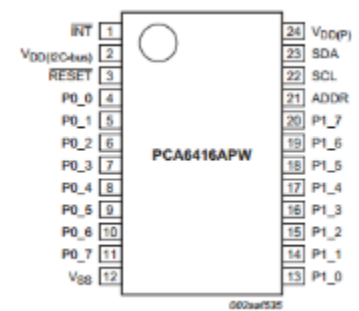 INT 1
VDD(I2C-bus) 2
RESET 3
P0_0 4
P0_1 5
P0_2 6
P0_3 7
P0_4 8
P0_5 9
P0_6 10
P0_7 11
VSS 12
PCA6416APW
24 VDD(P)
23 SDA
22 SCL
21 ADDR
20 P1_7
19 P1_6
18 P1_5
17 P1_4
16 P1_3
15 P1_2
14 P1_1
13 P1_0
002aaf535